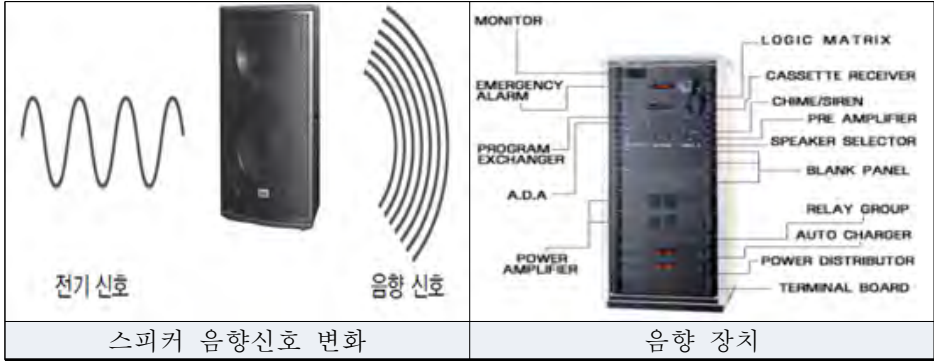 전기 신호
음향 신호
스피커 음향신호 변화
MONITOR
EMERGENCY
ALARM
PROGRAM
EXCHANGER
A.D.A
POWER
AMPLIFIER
LOGIC MATRIX
CASSETTE RECEIVER
CHIME/SIREN
PRE AMPLIFIER
SPEAKER SELECTOR
BLANK PANEL
RELAY GROUP
AUTO CHARGER
POWER DISTRIBUTOR
TERMINAL BOARD
음향 장치